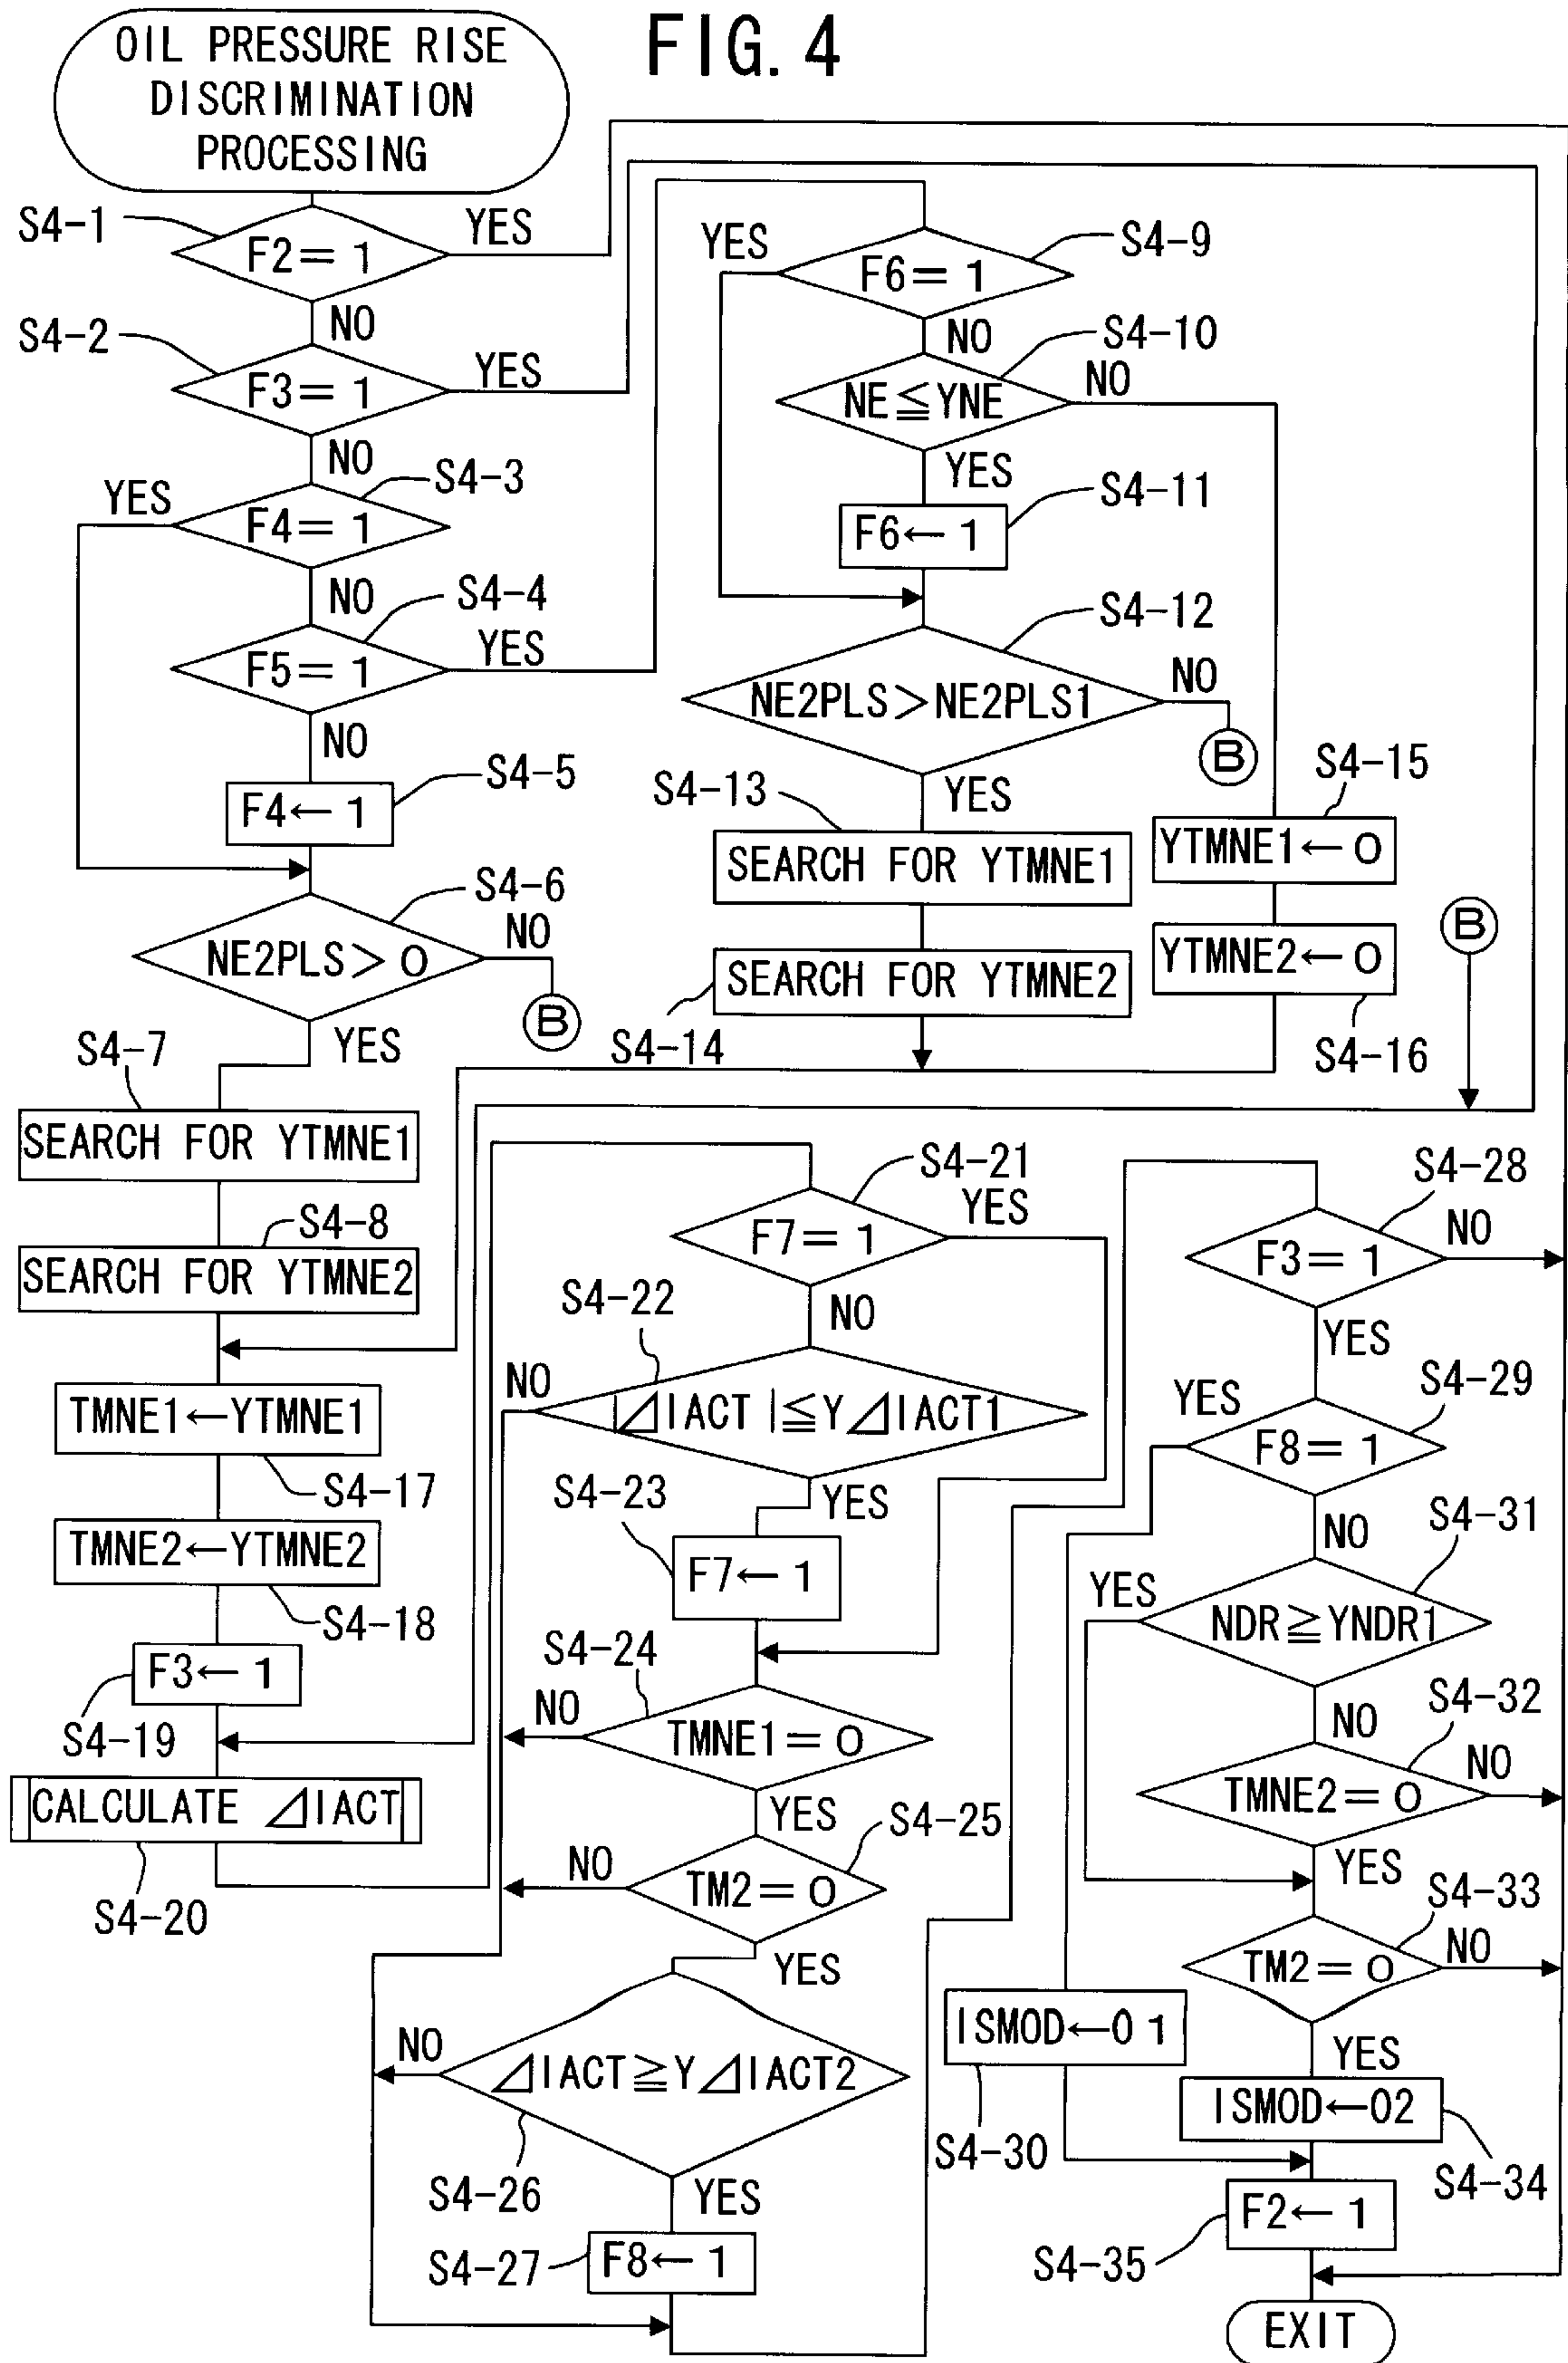 FIG. 4
OIL PRESSURE RISE
DISCRIMINATION
PROCESSING
S4-1
F2= 1
YES
NO
S4-2
F3= 1
YES
NO
S4-3
YES
F4= 1
NO
S4-4
F5= 1
YES
NO
S4-5
F4← 1
S4-6
NE2PLS> 0
NO
B
YES
S4-7
SEARCH FOR YTMNE1
S4-8
SEARCH FOR YTMNE2
TMNE1←YTMNE1
S4-17
TMNE2←YTMNE2
S4-18
F3← 1
S4-19
CALCULATE ⊿IACT
S4-20
YES
F6= 1
S4-9
NO
S4-10
NE≦YNE
NO
YES
S4-11
F6← 1
S4-12
NE2PLS>NE2PLS1
NO
B
YES
S4-13
SEARCH FOR YTMNE1
SEARCH FOR YTMNE2
S4-14
S4-15
YTMNE1←0
YTMNE2←0
S4-16
B
S4-21
F7= 1
YES
NO
S4-22
NO
|⊿IACT|≦Y⊿IACT1
YES
S4-23
F7← 1
S4-24
NO
TMNE1=0
YES
S4-25
NO
TM2=0
YES
NO
⊿IACT≧Y⊿IACT2
S4-26
YES
S4-27
F8← 1
S4-28
F3= 1
NO
YES
S4-29
YES
F8= 1
NO
S4-31
YES
NDR≧YNDR1
NO
S4-32
TMNE2=0
NO
YES
S4-33
TM2=0
NO
YES
ISMOD←0 1
S4-30
ISMOD←02
S4-34
F2← 1
S4-35
EXIT